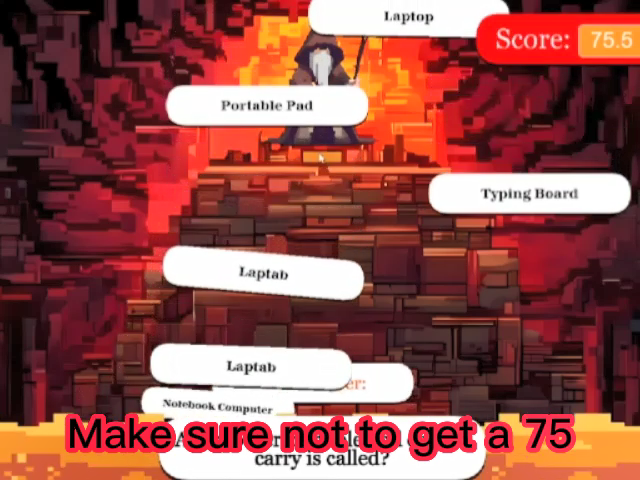 Laptop
Score: 75.5
Portable Pad
Typing Board
Laptab
Laptab
er:
Notebook Computer
Make sure not to get a 75
carry is called?